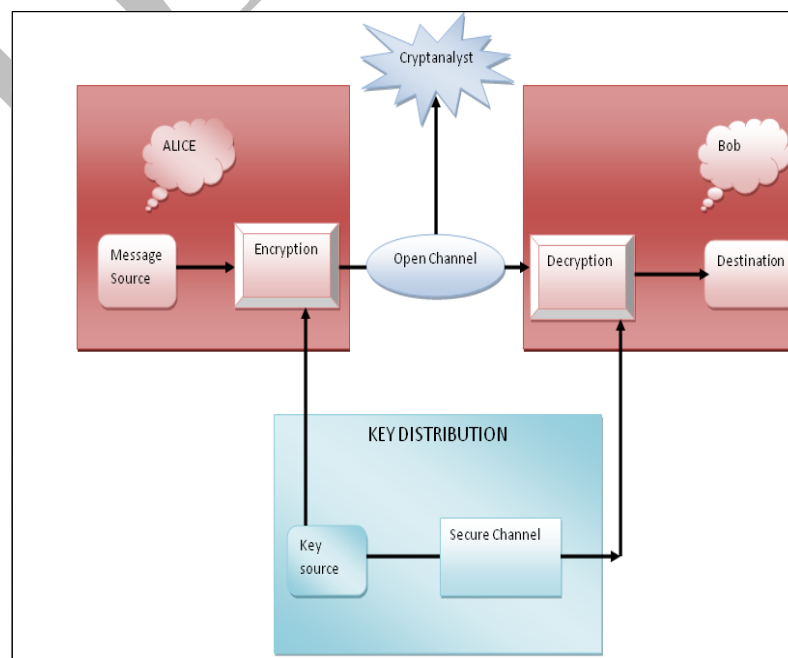 Cryptanalyst
ALICE
Bob
Message
Source
Encryption
Open Channel
Decryption
Destination
KEY DISTRIBUTION
Key
source
Secure Channel